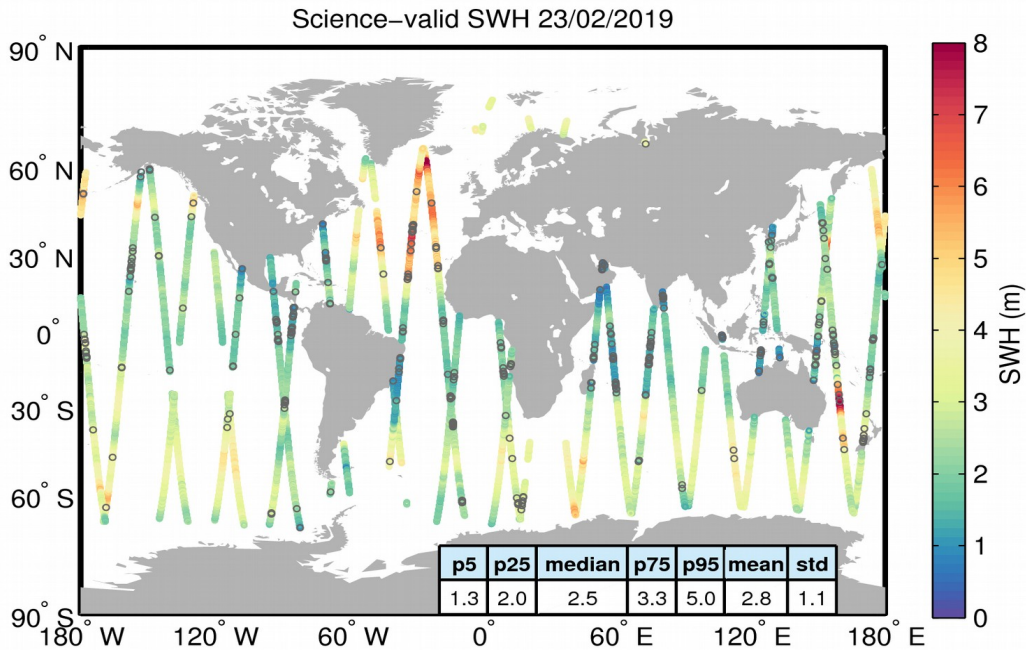 Science−valid SWH 23/02/2019
90° N
60° N
30° N
0°
30° S
60° S
90° S
180° W
120° W
60° W
0°
60° E
120° E
180° E
p5 p25 median p75 p95 mean std
1.3 2.0 2.5 3.3 5.0 2.8 1.1
8
7
6
5
4
3
2
1
0
SWH (m)